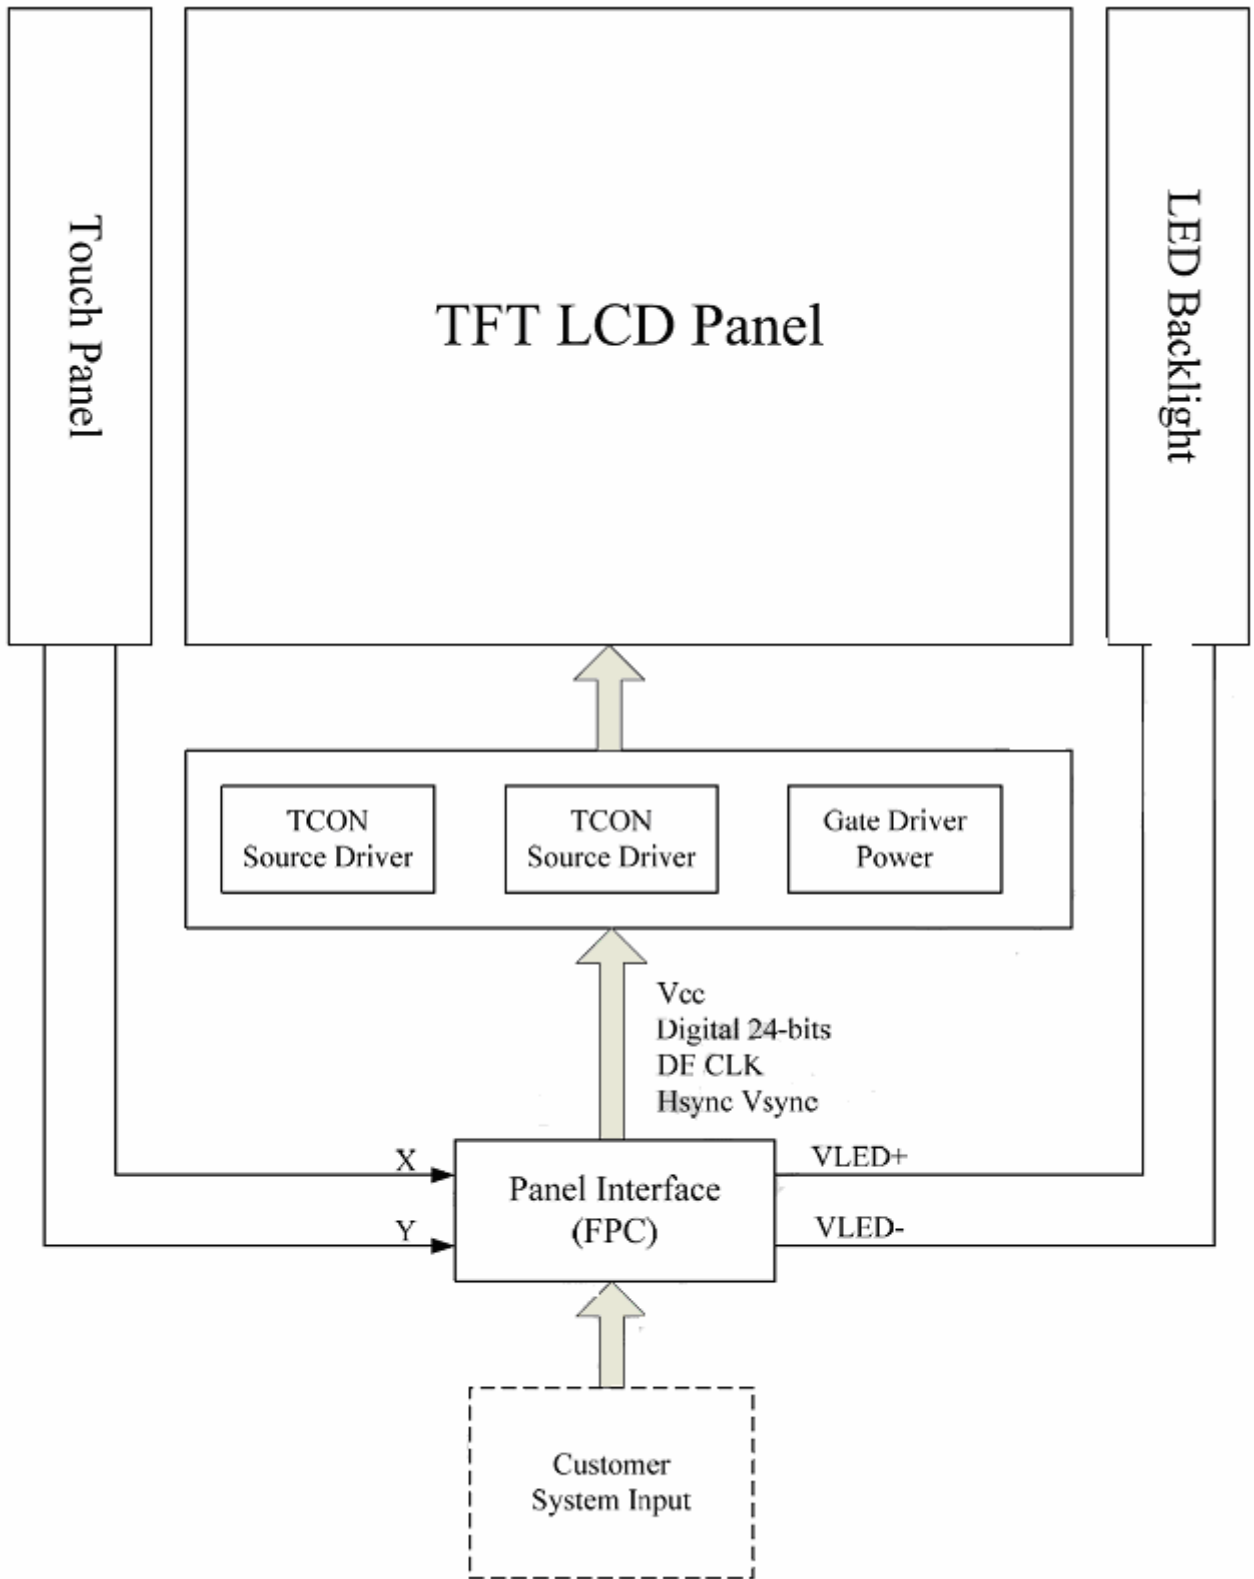 Touch Panel
TFT LCD Panel
LED Backlight
TCON
Source Driver
TCON
Source Driver
Gate Driver
Power
Vcc
Digital 24-bits
DE CLK
Hsync Vsync
X
Y
Panel Interface
(FPC)
VLED+
VLED-
Customer
System Input